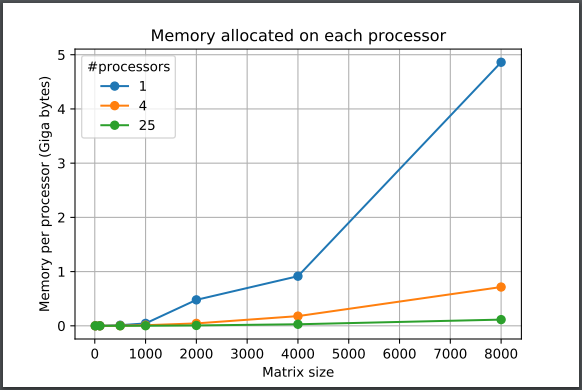 Memory allocated on each processor
#processors
1
4
25
Memory per processor (Giga bytes)
5
4
3
2
1
0
0 1000 2000 3000 4000 5000 6000 7000 8000
Matrix size